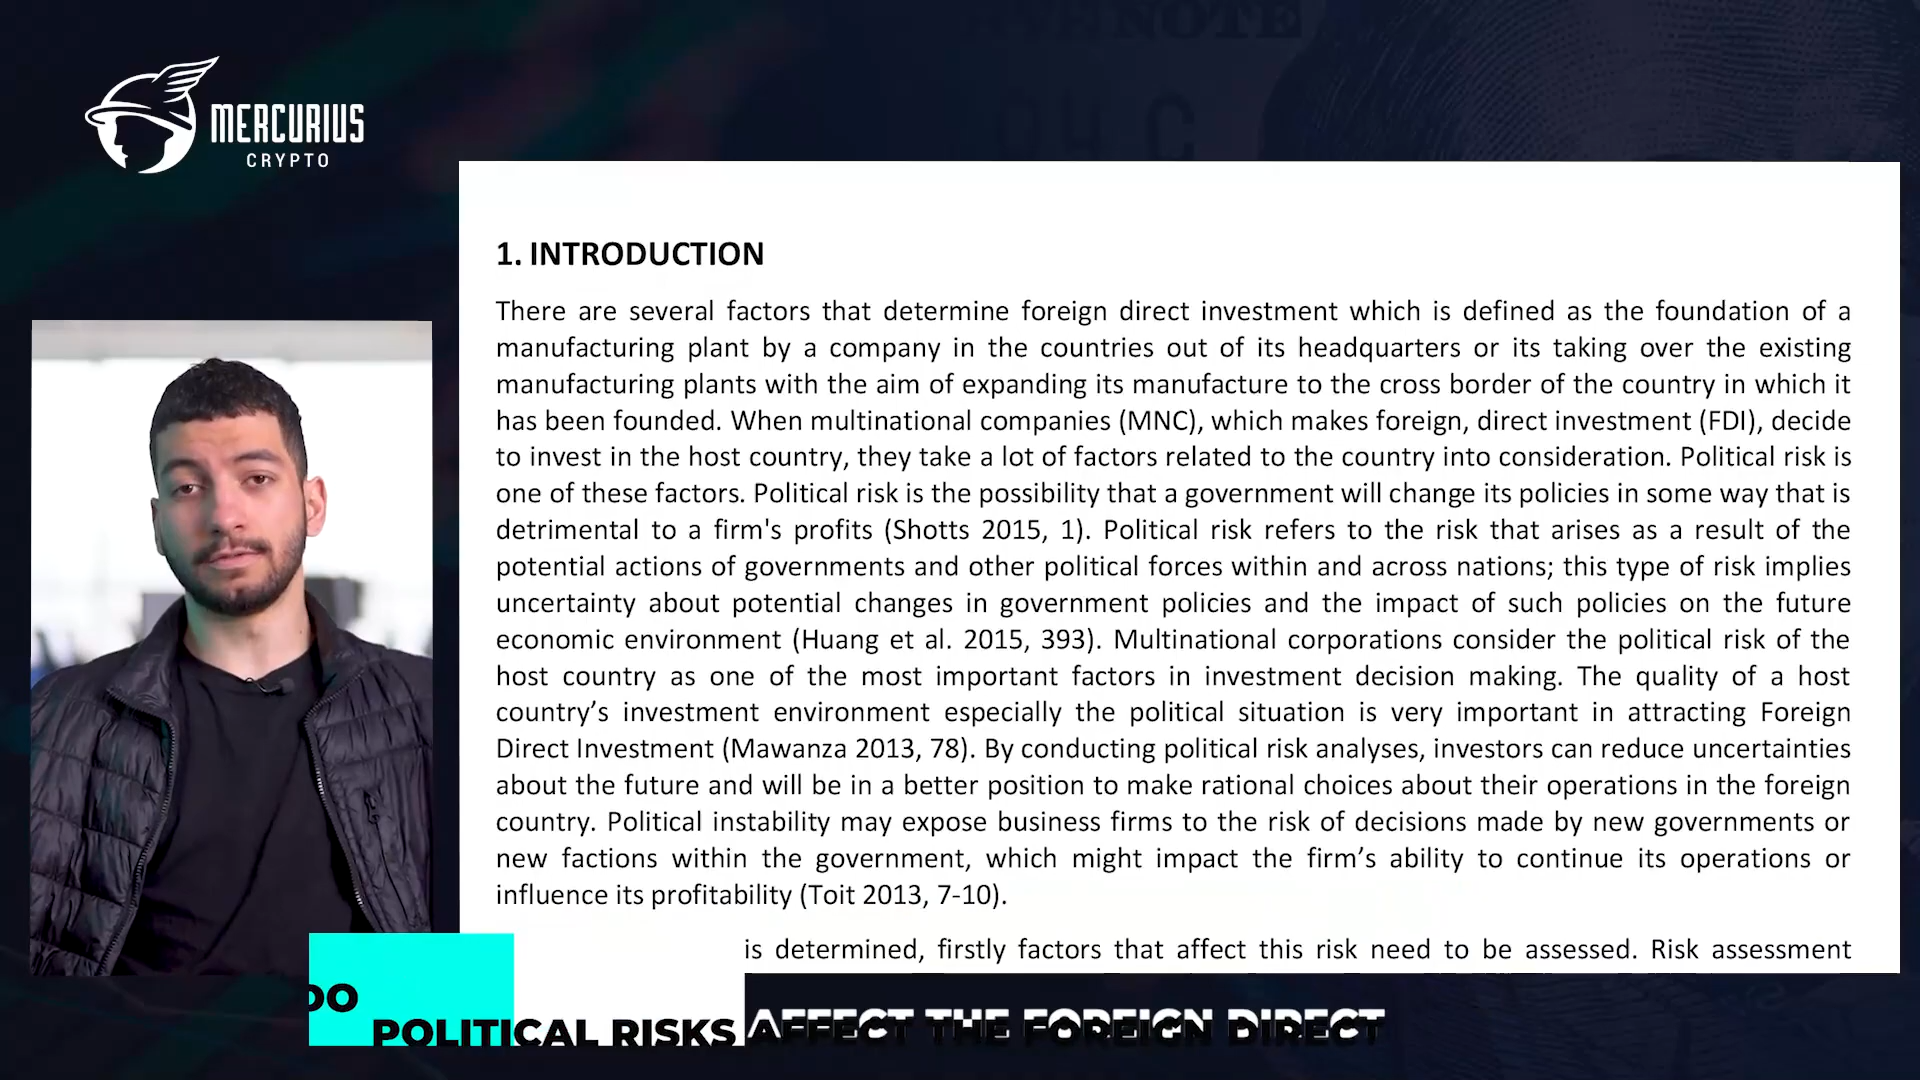 NOTE
MERCURIUS
CRYPTO
1. INTRODUCTION
There are several factors that determine foreign direct investment which is defined as the foundation of a
manufacturing plant by a company in the countries out of its headquarters or its taking over the existing
manufacturing plants with the aim of expanding its manufacture to the cross border of the country in which it
has been founded. When multinational companies (MNC), which makes foreign, direct investment (FDI), decide
to invest in the host country, they take a lot of factors related to the country into consideration. Political risk is
one of these factors. Political risk is the possibility that a government will change its policies in some way that is
detrimental to a firm's profits (Shotts 2015, 1). Political risk refers to the risk that arises as a result of the
potential actions of governments and other political forces within and across nations; this type of risk implies
uncertainty about potential changes in government policies and the impact of such policies on the future
economic environment (Huang et al. 2015, 393). Multinational corporations consider the political risk of the
host country as one of the most important factors in investment decision making. The quality of a host
country’s investment environment especially the political situation is very important in attracting Foreign
Direct Investment (Mawanza 2013, 78). By conducting political risk analyses, investors can reduce uncertainties
about the future and will be in a better position to make rational choices about their operations in the foreign
country. Political instability may expose business firms to the risk of decisions made by new governments or
new factions within the government, which might impact the firm’s ability to continue its operations or
influence its profitability (Toit 2013, 7-10).
is determined, firstly factors that affect this risk need to be assessed. Risk assessment
DO
POLITICAL RISKS AFFECT THE FOREIGN DIRECT